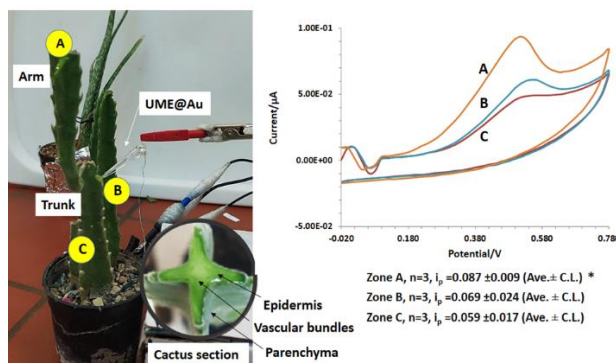 A
Arm
UME@Au
B
Trunk
C
Epidermis
Vascular bundles
Cactus section
Parenchyma
Current/µA
1.00E-01
5.00E-02
0.00E+00
-5.00E-02
A
B
C
-0.020 0.180 0.380 0.580 0.780
Potential/V
Zone A, n=3, ip =0.087 ±0.009 (Ave.± C.L.) *
Zone B, n=3, ip =0.069 ±0.024 (Ave.± C.L.)
Zone C, n=3, ip =0.059 ±0.017 (Ave.± C.L.)